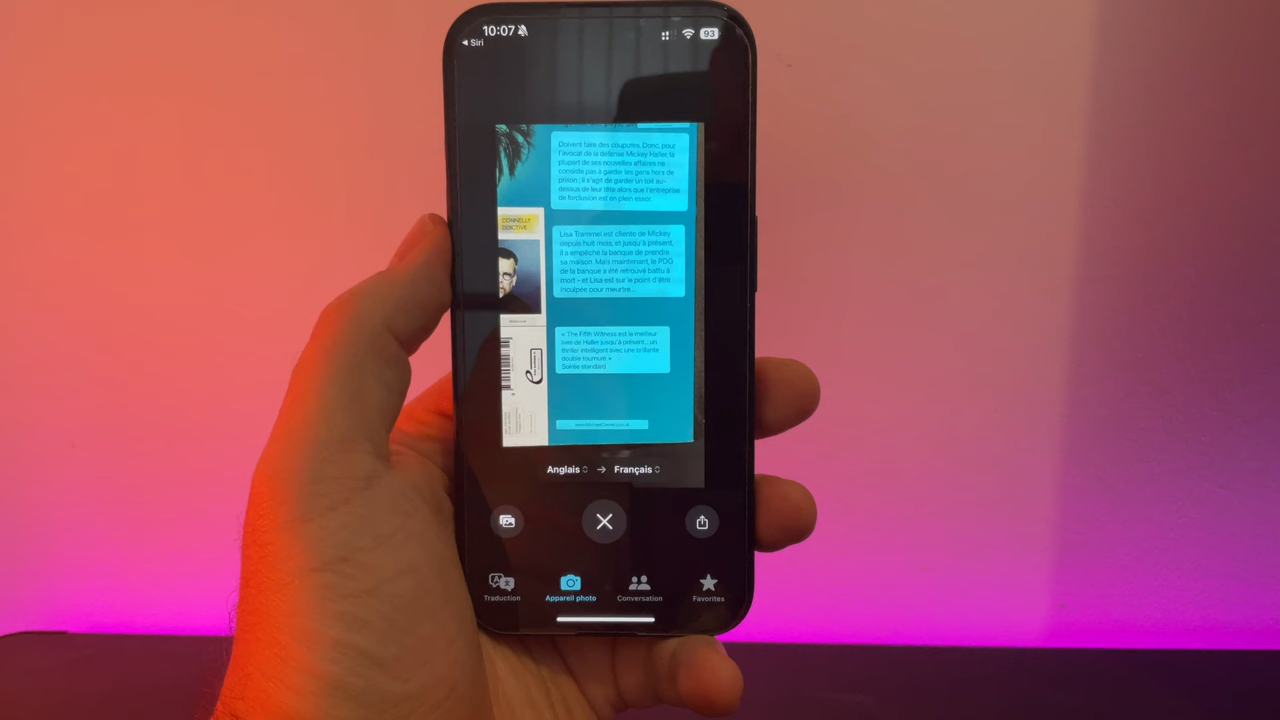 10:07
93
◀ Siri
Doivent faire des coupures. Donc, pour
l'avocat de la défense Mickey Haller, la
plupart de ses nouvelles affaires ne
consiste pas à garder les gens hors de
prison ; il s'agit de garder un toit au-
dessus de leur tête alors que l'entreprise
de forclusion est en plein essor.
CONNELLY
Lisa Trammel est cliente de Mickey
depuis huit mois, et jusqu'à présent,
il a empêché la banque de prendre
sa maison. Mais maintenant, le PDG
de la banque a été retrouvé battu à
mort – et Lisa est sur le point d'être
inculpée pour meurtre...
« The Fifth Witness est le meilleur
livre de Haller jusqu'à présent... un
thriller intelligent avec une brillante
double tournure »
Soirée standard
Anglais
→
Français
Traduction
Appareil photo
Conversation
Favorites